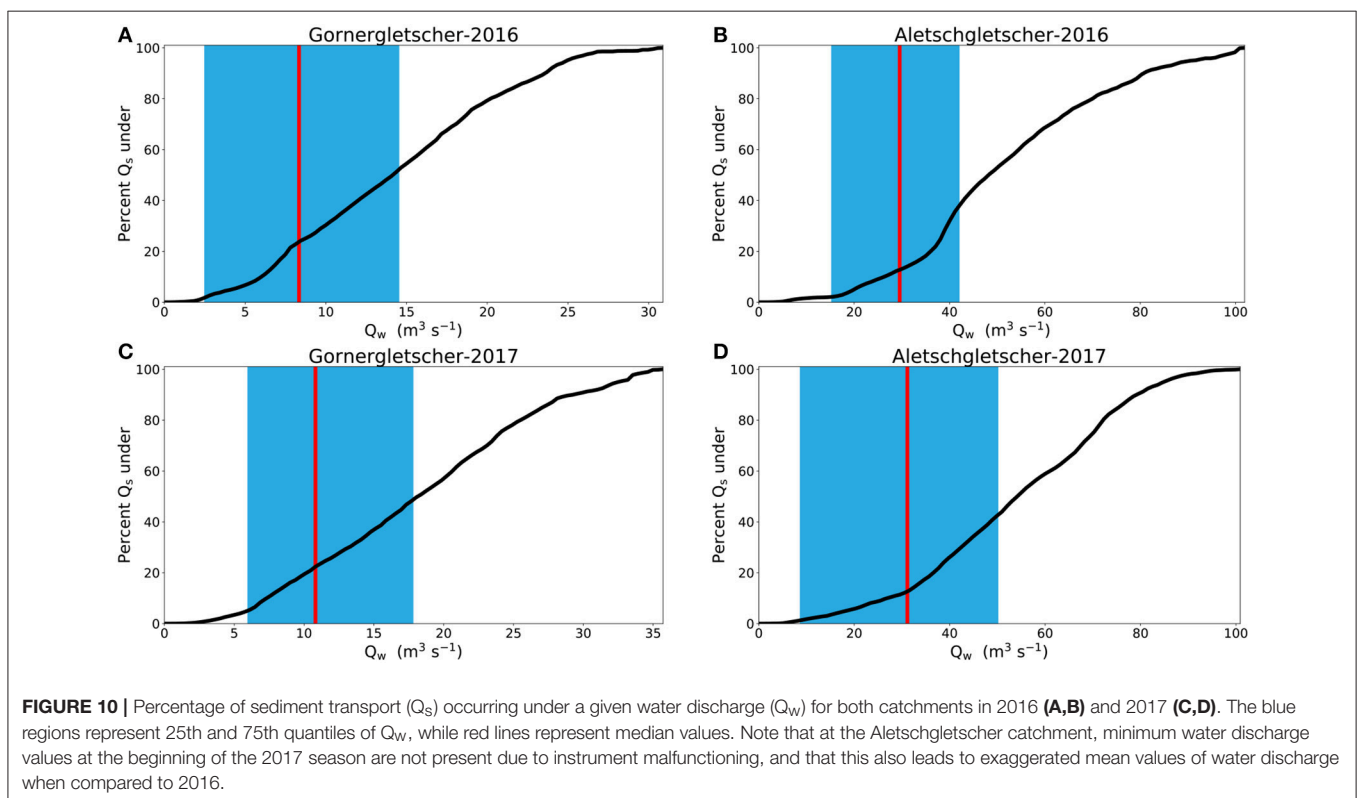 A
Gornergletscher-2016
Percent Qs under
100
80
60
40
20
0
0 5 10 15 20 25 30
Qw (m³ s⁻¹)
B
Aletschgletscher-2016
Percent Qs under
100
80
60
40
20
0
0 20 40 60 80 100
Qw (m³ s⁻¹)
C
Gornergletscher-2017
Percent Qs under
100
80
60
40
20
0
0 5 10 15 20 25 30 35
Qw (m³ s⁻¹)
D
Aletschgletscher-2017
Percent Qs under
100
80
60
40
20
0
0 20 40 60 80 100
Qw (m³ s⁻¹)
FIGURE 10 | Percentage of sediment transport (Qs) occurring under a given water discharge (Qw) for both catchments in 2016 (A,B) and 2017 (C,D). The blue
regions represent 25th and 75th quantiles of Qw, while red lines represent median values. Note that at the Aletschgletscher catchment, minimum water discharge
values at the beginning of the 2017 season are not present due to instrument malfunctioning, and that this also leads to exaggerated mean values of water discharge
when compared to 2016.